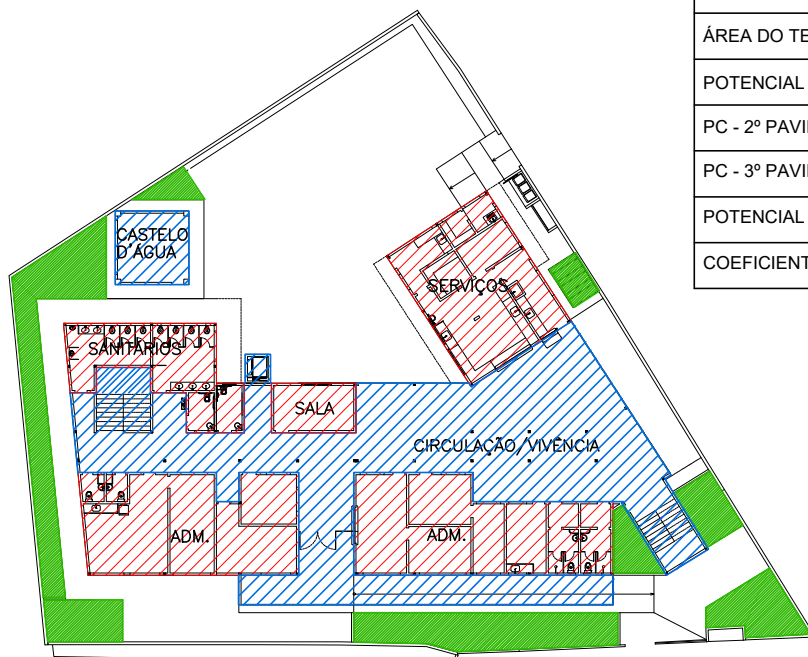 ÁREA DO TE
POTENCIAL
PC - 2º PAVI
PC - 3º PAVI
POTENCIAL
COEFICIENT
CASTELO
D'ÁGUA
SERVIÇOS
SANITÁRIOS
SALA
CIRCULAÇÃO/VIVÊNCIA
ADM.
ADM.